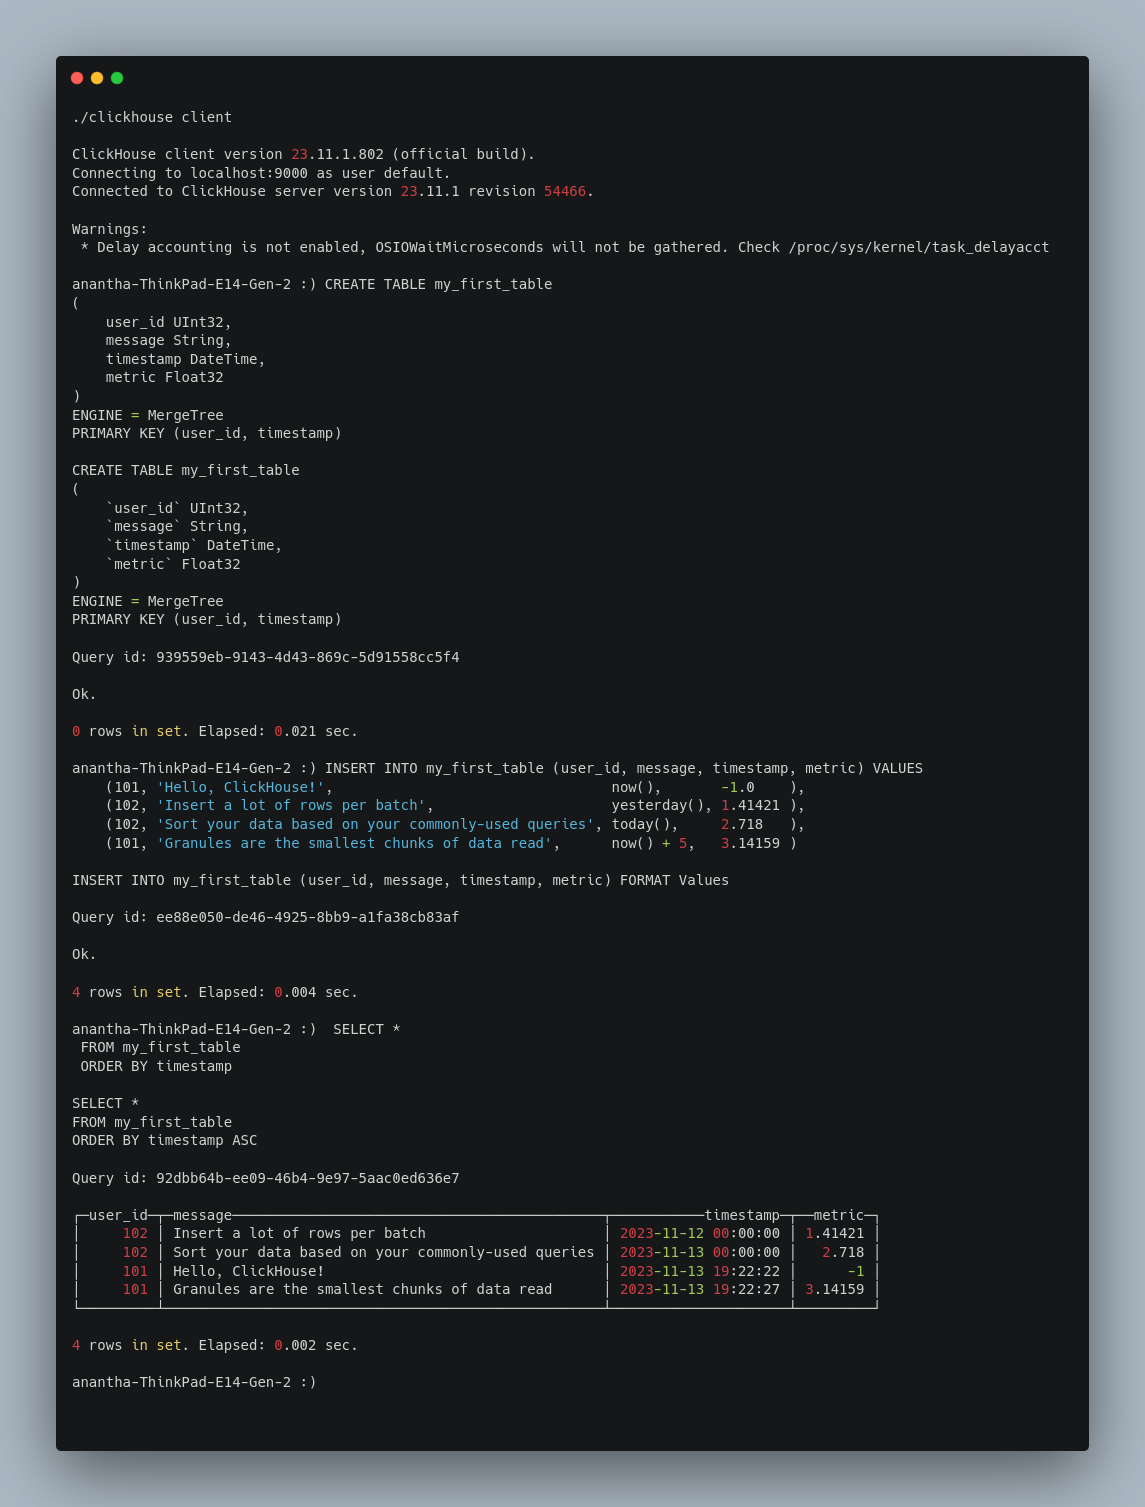 ./clickhouse client

ClickHouse client version 23.11.1.802 (official build).
Connecting to localhost:9000 as user default.
Connected to ClickHouse server version 23.11.1 revision 54466.

Warnings:
 * Delay accounting is not enabled, OSIOWaitMicroseconds will not be gathered. Check /proc/sys/kernel/task_delayacct

anantha-ThinkPad-E14-Gen-2 :) CREATE TABLE my_first_table
(
    user_id UInt32,
    message String,
    timestamp DateTime,
    metric Float32
)
ENGINE = MergeTree
PRIMARY KEY (user_id, timestamp)

CREATE TABLE my_first_table
(
    `user_id` UInt32,
    `message` String,
    `timestamp` DateTime,
    `metric` Float32
)
ENGINE = MergeTree
PRIMARY KEY (user_id, timestamp)

Query id: 939559eb-9143-4d43-869c-5d91558cc5f4

Ok.

0 rows in set. Elapsed: 0.021 sec.

anantha-ThinkPad-E14-Gen-2 :) INSERT INTO my_first_table (user_id, message, timestamp, metric) VALUES
    (101, 'Hello, ClickHouse!',                                 now(),       -1.0    ),
    (102, 'Insert a lot of rows per batch',                     yesterday(), 1.41421 ),
    (102, 'Sort your data based on your commonly-used queries', today(),     2.718   ),
    (101, 'Granules are the smallest chunks of data read',      now() + 5,   3.14159 )

INSERT INTO my_first_table (user_id, message, timestamp, metric) FORMAT Values

Query id: ee88e050-de46-4925-8bb9-a1fa38cb83af

Ok.

4 rows in set. Elapsed: 0.004 sec.

anantha-ThinkPad-E14-Gen-2 :)  SELECT *
 FROM my_first_table
 ORDER BY timestamp

SELECT *
FROM my_first_table
ORDER BY timestamp ASC

Query id: 92dbb64b-ee09-46b4-9e97-5aac0ed636e7

┌─user_id─┬─message────────────────────────────────────────────┬───────────timestamp─┬──metric─┐
│     102 │ Insert a lot of rows per batch                     │ 2023-11-12 00:00:00 │ 1.41421 │
│     102 │ Sort your data based on your commonly-used queries │ 2023-11-13 00:00:00 │   2.718 │
│     101 │ Hello, ClickHouse!                                 │ 2023-11-13 19:22:22 │      -1 │
│     101 │ Granules are the smallest chunks of data read      │ 2023-11-13 19:22:27 │ 3.14159 │
└─────────┴────────────────────────────────────────────────────┴─────────────────────┴─────────┘

4 rows in set. Elapsed: 0.002 sec.

anantha-ThinkPad-E14-Gen-2 :)